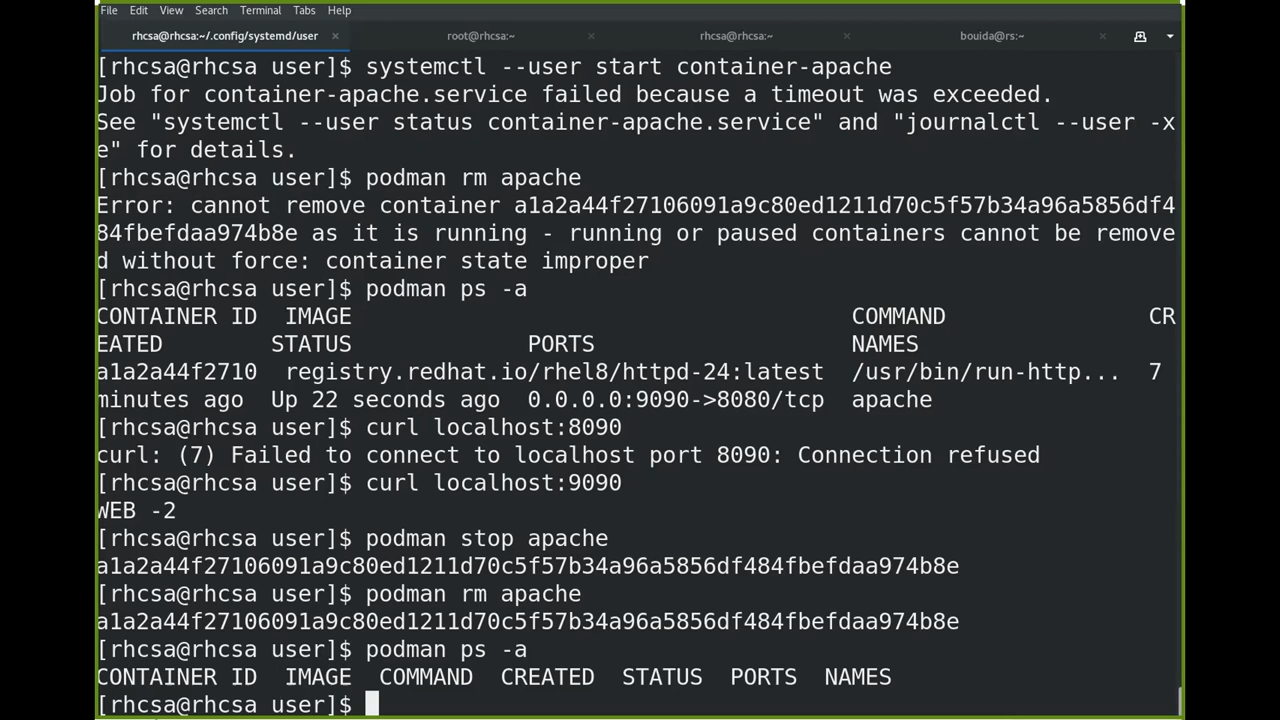 File Edit View Search Terminal Tabs Help
rhcsa@rhcsa:~/.config/systemd/user × root@rhcsa:~ × rhcsa@rhcsa:~ × bouida@rs:~ ×
[rhcsa@rhcsa user]$ systemctl --user start container-apache
Job for container-apache.service failed because a timeout was exceeded.
See "systemctl --user status container-apache.service" and "journalctl --user -x
e" for details.
[rhcsa@rhcsa user]$ podman rm apache
Error: cannot remove container a1a2a44f27106091a9c80ed1211d70c5f57b34a96a5856df4
84fbefdaa974b8e as it is running - running or paused containers cannot be remove
d without force: container state improper
[rhcsa@rhcsa user]$ podman ps -a
CONTAINER ID  IMAGE                                     COMMAND               CR
EATED        STATUS             PORTS                   NAMES
a1a2a44f2710  registry.redhat.io/rhel8/httpd-24:latest  /usr/bin/run-http...  7
minutes ago  Up 22 seconds ago  0.0.0.0:9090->8080/tcp  apache
[rhcsa@rhcsa user]$ curl localhost:8090
curl: (7) Failed to connect to localhost port 8090: Connection refused
[rhcsa@rhcsa user]$ curl localhost:9090
WEB -2
[rhcsa@rhcsa user]$ podman stop apache
a1a2a44f27106091a9c80ed1211d70c5f57b34a96a5856df484fbefdaa974b8e
[rhcsa@rhcsa user]$ podman rm apache
a1a2a44f27106091a9c80ed1211d70c5f57b34a96a5856df484fbefdaa974b8e
[rhcsa@rhcsa user]$ podman ps -a
CONTAINER ID  IMAGE  COMMAND  CREATED  STATUS  PORTS  NAMES
[rhcsa@rhcsa user]$